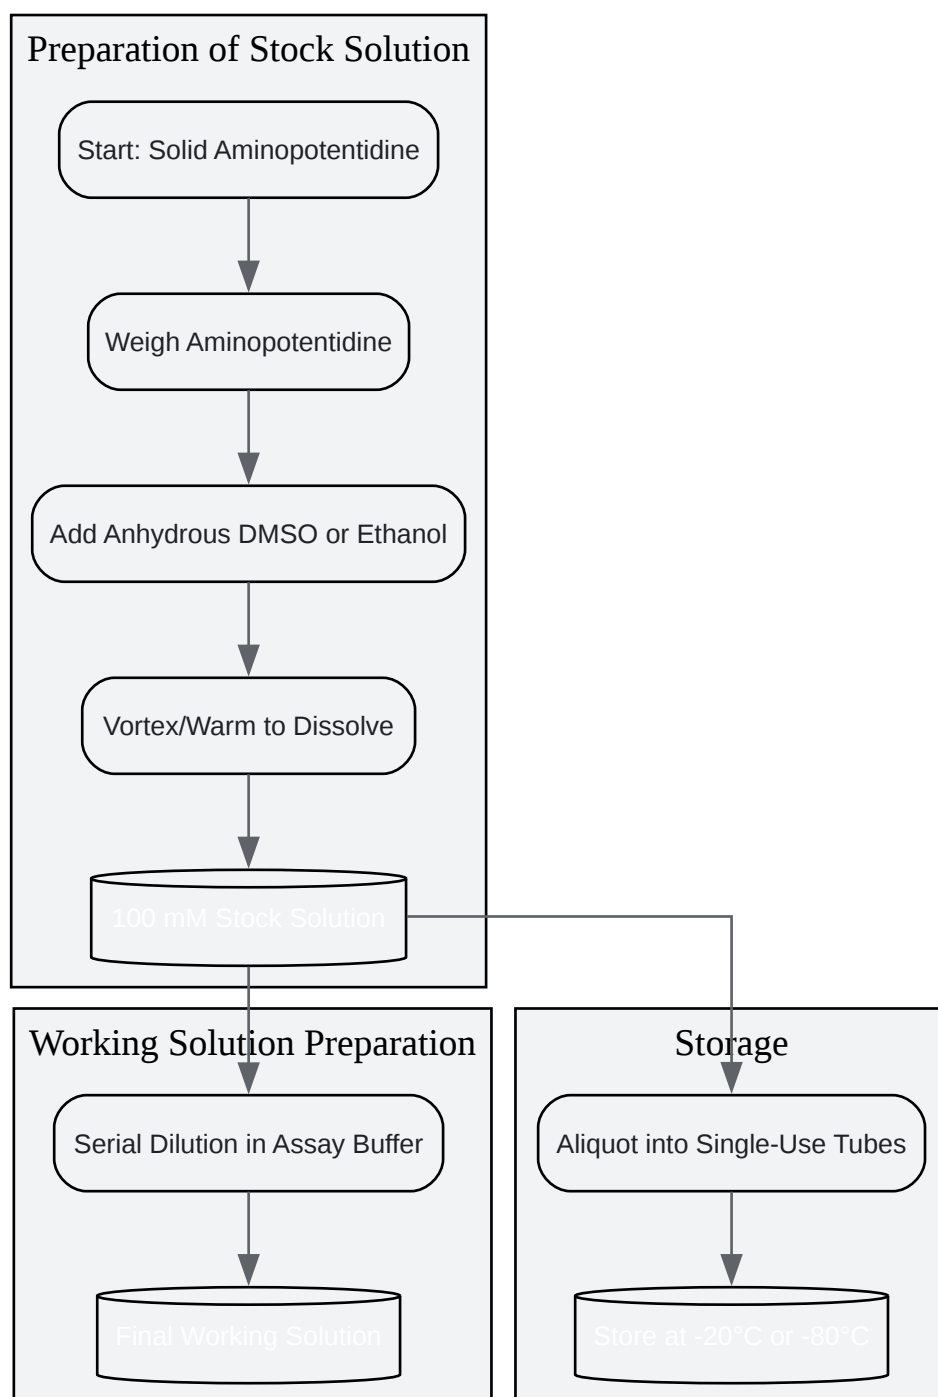 Preparation of Stock Solution
Start: Solid Aminopotentidine
Weigh Aminopotentidine
Add Anhydrous DMSO or Ethanol
Vortex/Warm to Dissolve
100 mM Stock Solution
Working Solution Preparation
Serial Dilution in Assay Buffer
Final Working Solution
Storage
Aliquot into Single-Use Tubes
Store at -20°C or -80°C